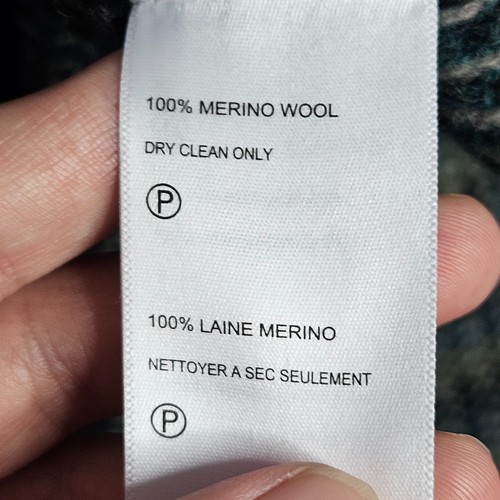 100% MERINO WOOL
DRY CLEAN ONLY
Ⓟ
100% LAINE MERINO
NETTOYER A SEC SEULEMENT
Ⓟ